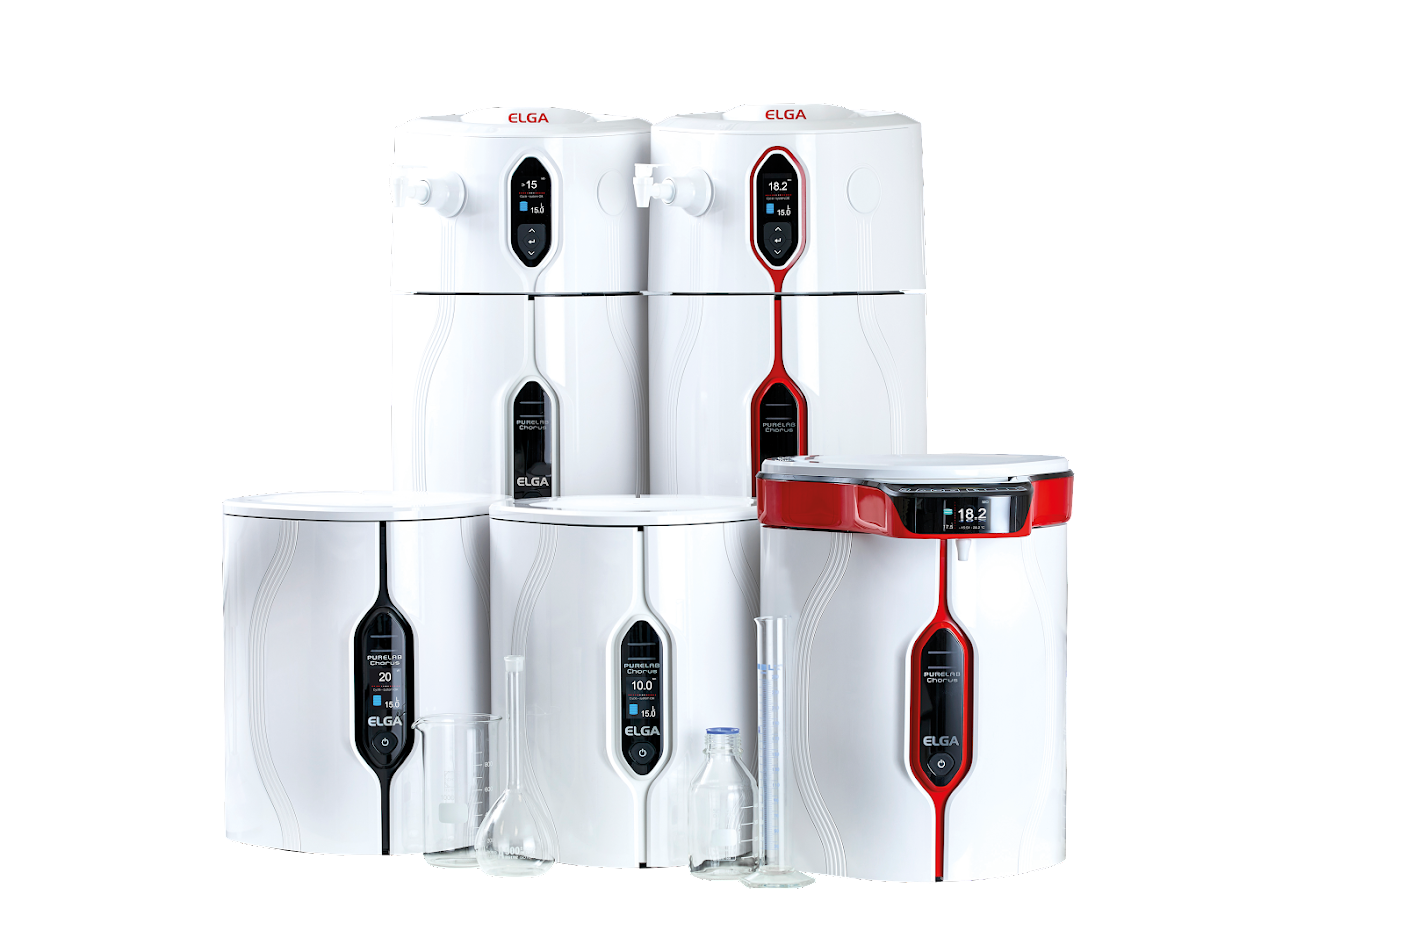 ELGA
>15
15.0
ELGA
18.2
15.0
PURELAB
Chorus
ELGA
PURELAB
Chorus
18.2
PURELAB
Chorus
20
15.0
ELGA
PURELAB
Chorus
10.0
15.0
ELGA
PURELAB
Chorus
ELGA